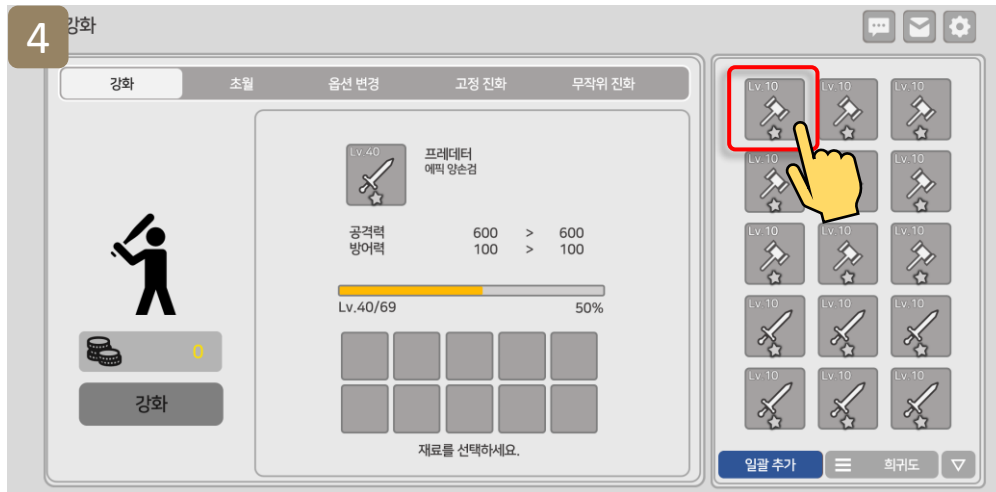 4
강화
강화 초월 옵션 변경 고정 진화 무작위 진화
Lv.40
프레데터
에픽 양손검
공격력 600 > 600
방어력 100 > 100
Lv.40/69 50%
0
강화
재료를 선택하세요.
Lv 10 Lv 10 Lv 10
Lv 10 Lv 10
Lv 10 Lv 10 Lv 10
Lv 10 Lv 10 Lv 10
Lv 10 Lv 10 Lv 10
일괄 추가 희귀도